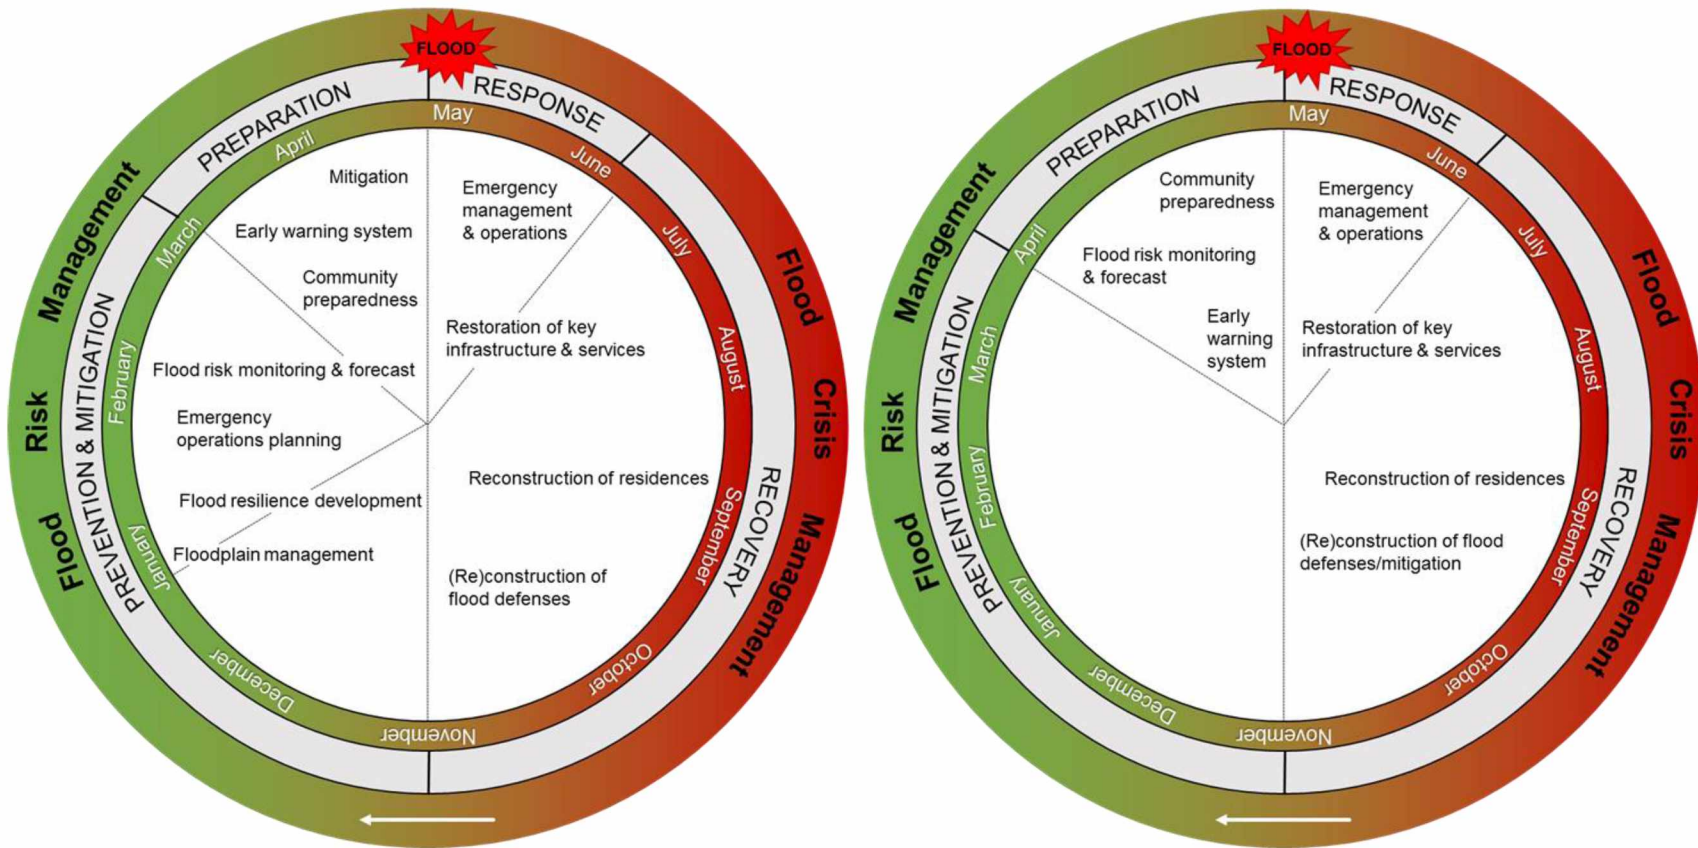 FLOOD
PREPARATION
RESPONSE
RECOVERY
PREVENTION & MITIGATION
Flood Risk Management
Flood Crisis Management
May
June
July
August
September
October
November
December
January
February
March
April
Mitigation
Early warning system
Community
preparedness
Flood risk monitoring & forecast
Emergency
operations planning
Flood resilience development
Floodplain management
Emergency
management
& operations
Restoration of key
infrastructure & services
Reconstruction of residences
(Re)construction of
flood defenses
FLOOD
PREPARATION
RESPONSE
RECOVERY
PREVENTION & MITIGATION
Flood Risk Management
Flood Crisis Management
May
June
July
August
September
October
November
December
January
February
March
April
Community
preparedness
Flood risk monitoring
& forecast
Early
warning
system
Emergency
management
& operations
Restoration of key
infrastructure & services
Reconstruction of residences
(Re)construction of flood
defenses/mitigation